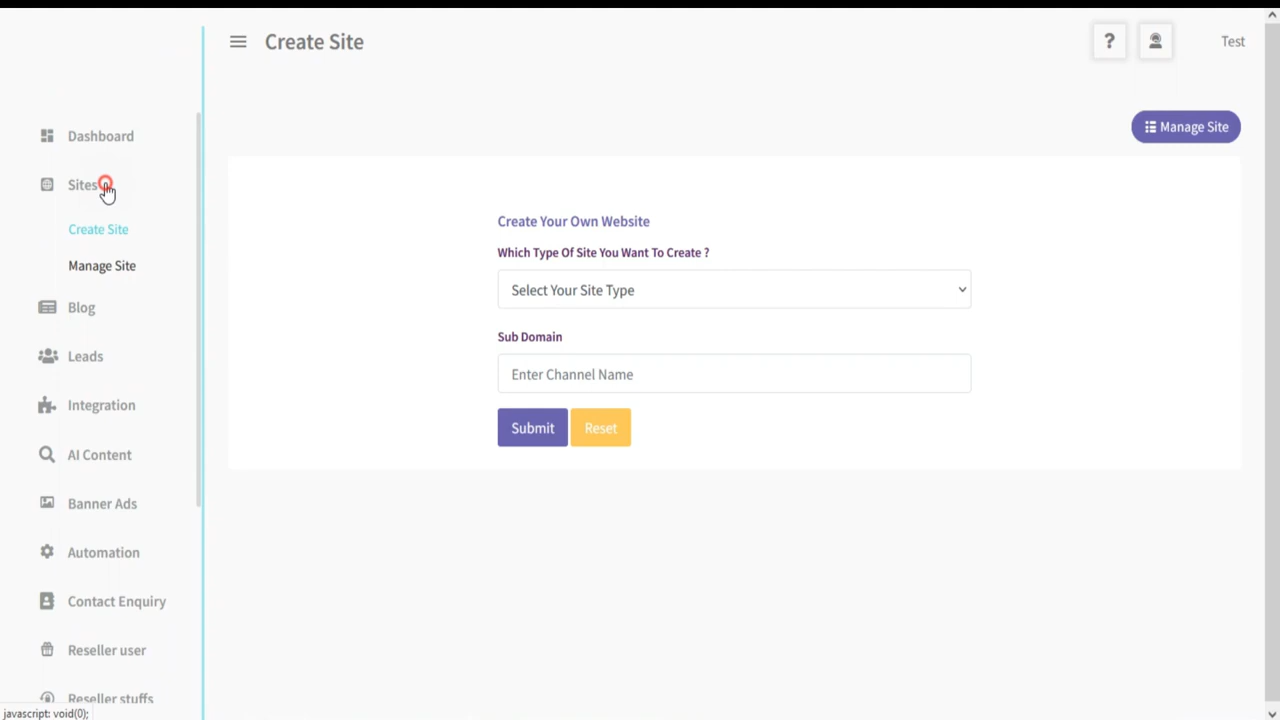 Create Site
?
Test
Manage Site
Dashboard
Sites
Create Site
Manage Site
Blog
Leads
Integration
AI Content
Banner Ads
Automation
Contact Enquiry
Reseller user
Reseller stuffs
Create Your Own Website
Which Type Of Site You Want To Create ?
Select Your Site Type
Sub Domain
Enter Channel Name
Submit
Reset
javascript: void(0);